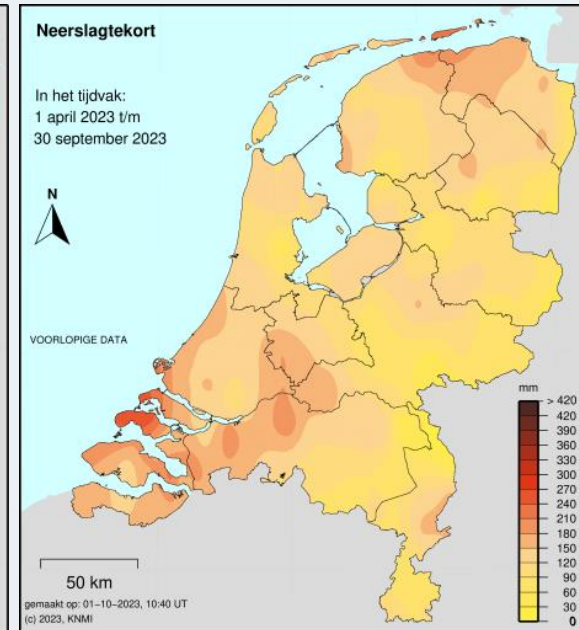 Neerslagtekort
In het tijdvak:
1 april 2023 t/m
30 september 2023
N
VOORLOPIGE DATA
mm
> 420
420
390
360
330
300
270
240
210
180
150
120
90
60
30
0
50 km
gemaakt op: 01-10-2023, 10:40 UT
(c) 2023, KNMI